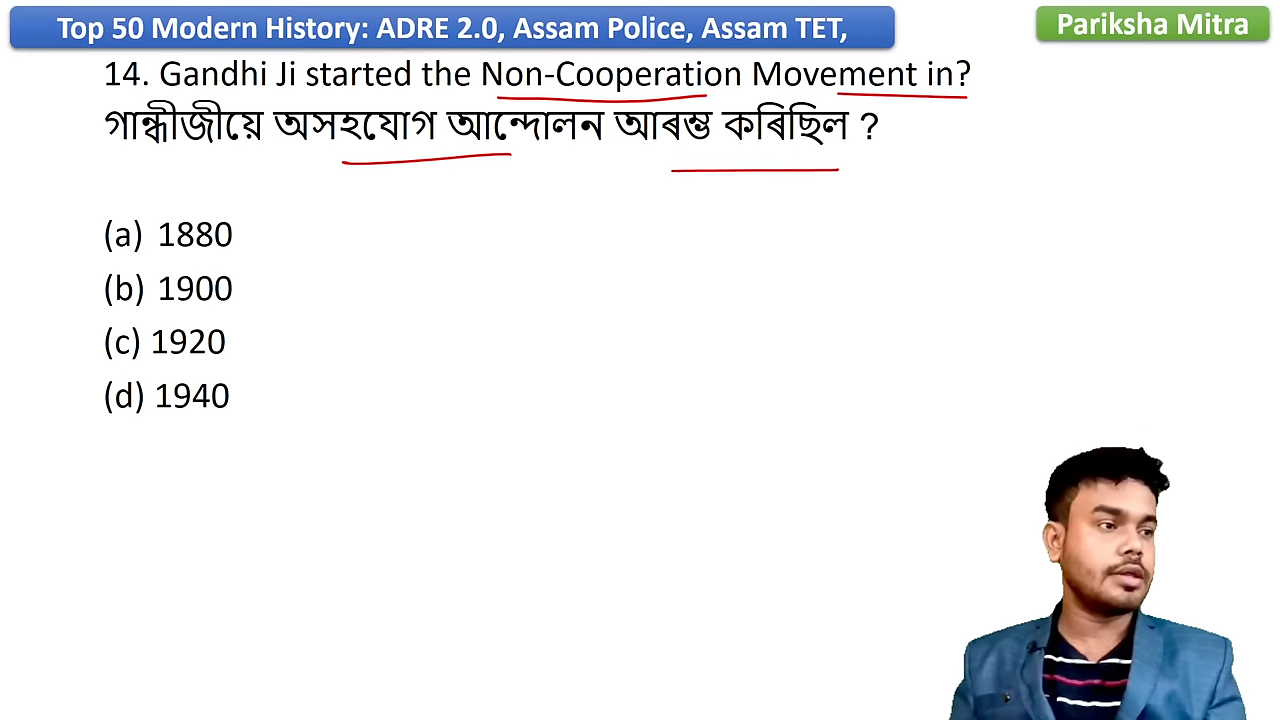 Top 50 Modern History: ADRE 2.0, Assam Police, Assam TET,
Pariksha Mitra
14. Gandhi Ji started the Non-Cooperation Movement in?
গান্ধীজীয়ে অসহযোগ আন্দোলন আৰম্ভ কৰিছিল ?
(a) 1880
(b) 1900
(c) 1920
(d) 1940